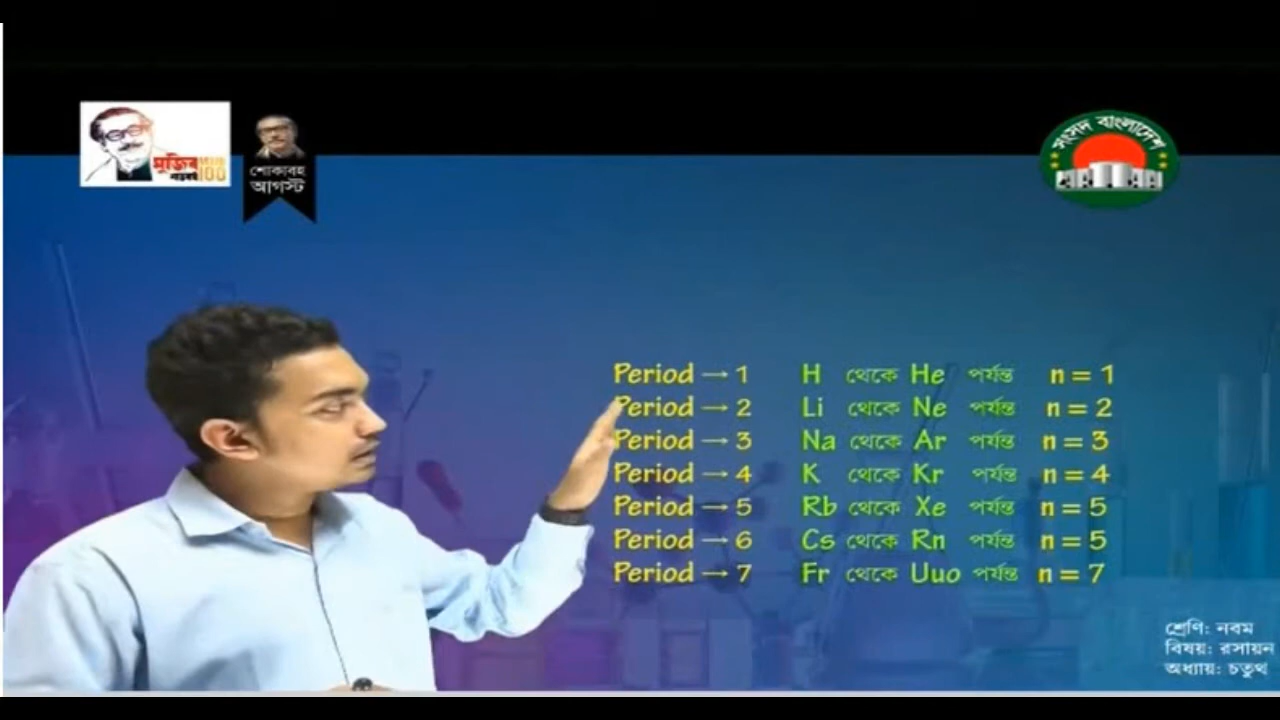 মুজিব শতবর্ষ 100
শোকাবহ
আগস্ট
সংসদ বাংলাদেশ
Period → 1 H থেকে He পর্যন্ত n = 1
Period → 2 Li থেকে Ne পর্যন্ত n = 2
Period → 3 Na থেকে Ar পর্যন্ত n = 3
Period → 4 K থেকে Kr পর্যন্ত n = 4
Period → 5 Rb থেকে Xe পর্যন্ত n = 5
Period → 6 Cs থেকে Rn পর্যন্ত n = 5
Period → 7 Fr থেকে Uuo পর্যন্ত n = 7
শ্রেণি: নবম
বিষয়: রসায়ন
অধ্যায়: চতুর্থ